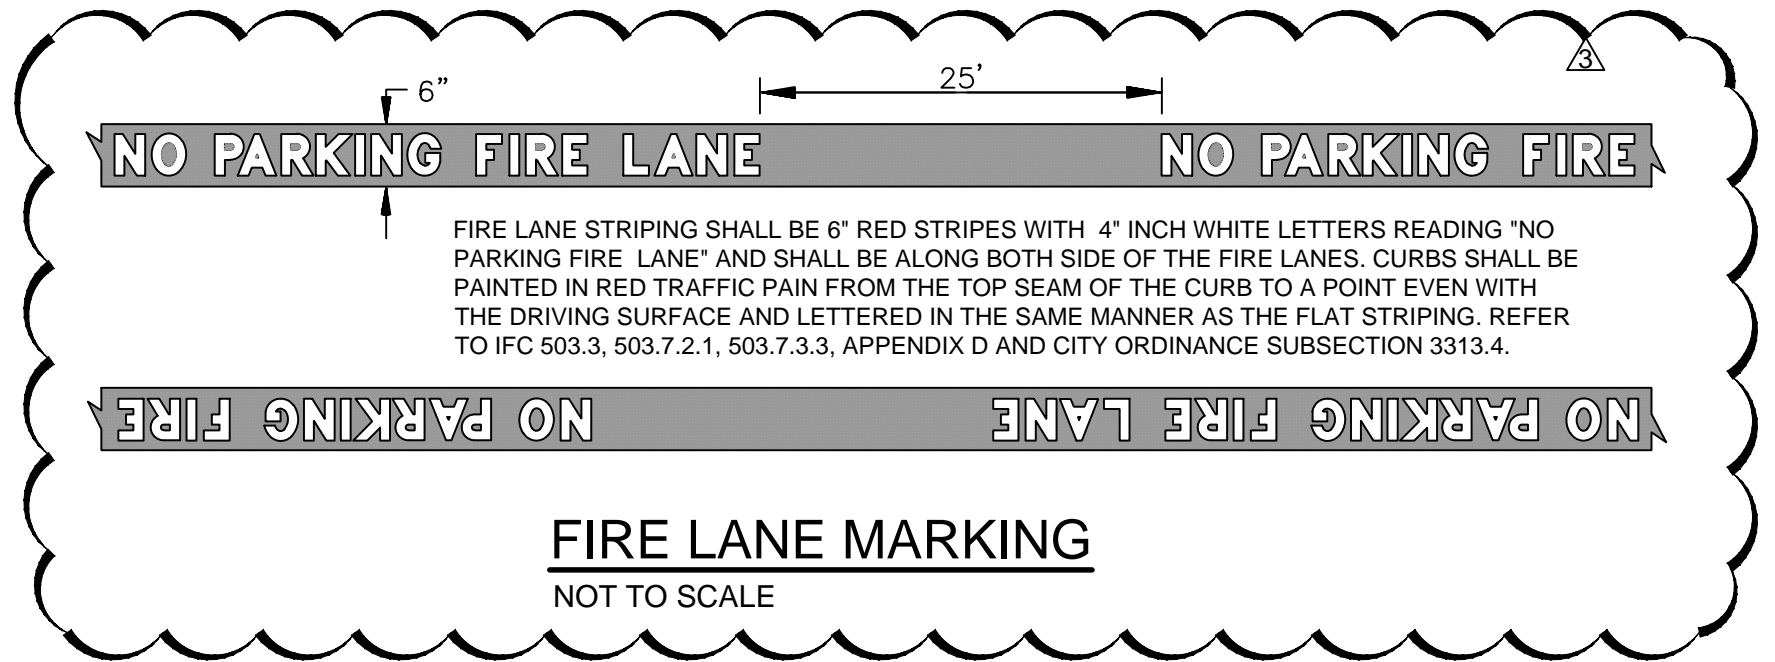 3
25'
6"
NO PARKING FIRE LANE NO PARKING FIRE
FIRE LANE STRIPING SHALL BE 6" RED STRIPES WITH 4" INCH WHITE LETTERS READING "NO
PARKING FIRE LANE" AND SHALL BE ALONG BOTH SIDE OF THE FIRE LANES. CURBS SHALL BE
PAINTED IN RED TRAFFIC PAIN FROM THE TOP SEAM OF THE CURB TO A POINT EVEN WITH
THE DRIVING SURFACE AND LETTERED IN THE SAME MANNER AS THE FLAT STRIPING. REFER
TO IFC 503.3, 503.7.2.1, 503.7.3.3, APPENDIX D AND CITY ORDINANCE SUBSECTION 3313.4.
NO PARKING FIRE LANE NO PARKING FIRE
FIRE LANE MARKING
NOT TO SCALE